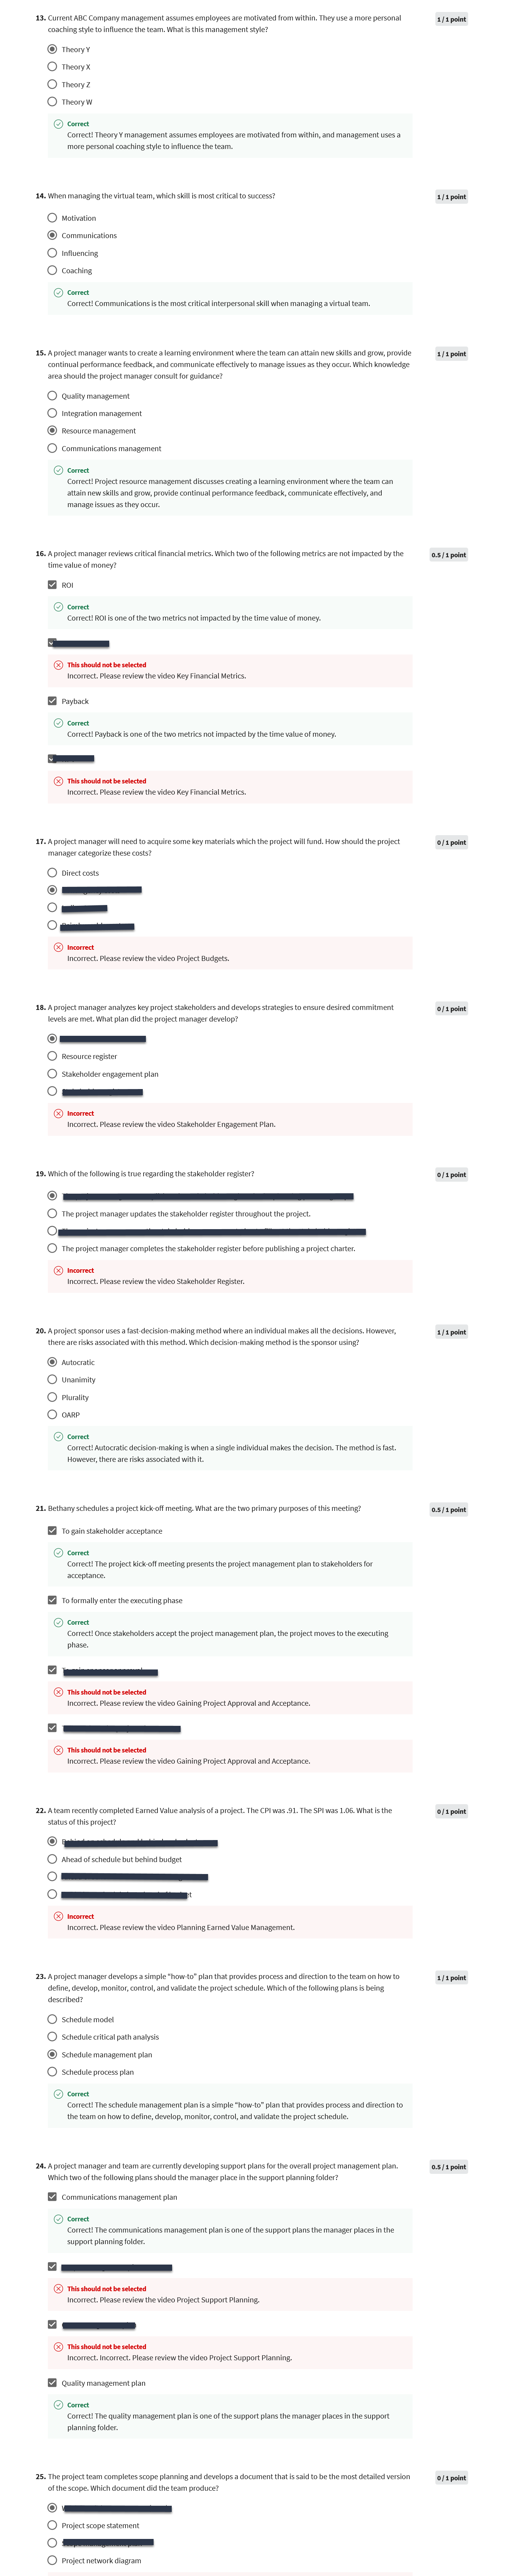 13. Current ABC Company management assumes employees are motivated from within. They use a more personal
coaching style to influence the team. What is this management style?
1 / 1 point
Theory Y
Theory X
Theory Z
Theory W
Correct
Correct! Theory Y management assumes employees are motivated from within, and management uses a
more personal coaching style to influence the team.
14. When managing the virtual team, which skill is most critical to success?
1 / 1 point
Motivation
Communications
Influencing
Coaching
Correct
Correct! Communications is the most critical interpersonal skill when managing a virtual team.
15. A project manager wants to create a learning environment where the team can attain new skills and grow, provide
continual performance feedback, and communicate effectively to manage issues as they occur. Which knowledge
area should the project manager consult for guidance?
1 / 1 point
Quality management
Integration management
Resource management
Communications management
Correct
Correct! Project resource management discusses creating a learning environment where the team can
attain new skills and grow, provide continual performance feedback, communicate effectively, and
manage issues as they occur.
16. A project manager reviews critical financial metrics. Which two of the following metrics are not impacted by the
time value of money?
0.5 / 1 point
ROI
Correct
Correct! ROI is one of the two metrics not impacted by the time value of money.
This should not be selected
Incorrect. Please review the video Key Financial Metrics.
Payback
Correct
Correct! Payback is one of the two metrics not impacted by the time value of money.
This should not be selected
Incorrect. Please review the video Key Financial Metrics.
17. A project manager will need to acquire some key materials which the project will fund. How should the project
manager categorize these costs?
0 / 1 point
Direct costs
Incorrect
Incorrect. Please review the video Project Budgets.
18. A project manager analyzes key project stakeholders and develops strategies to ensure desired commitment
levels are met. What plan did the project manager develop?
0 / 1 point
Resource register
Stakeholder engagement plan
Incorrect
Incorrect. Please review the video Stakeholder Engagement Plan.
19. Which of the following is true regarding the stakeholder register?
0 / 1 point
The project manager updates the stakeholder register throughout the project.
The project manager completes the stakeholder register before publishing a project charter.
Incorrect
Incorrect. Please review the video Stakeholder Register.
20. A project sponsor uses a fast-decision-making method where an individual makes all the decisions. However,
there are risks associated with this method. Which decision-making method is the sponsor using?
1 / 1 point
Autocratic
Unanimity
Plurality
OARP
Correct
Correct! Autocratic decision-making is when a single individual makes the decision. The method is fast.
However, there are risks associated with it.
21. Bethany schedules a project kick-off meeting. What are the two primary purposes of this meeting?
0.5 / 1 point
To gain stakeholder acceptance
Correct
Correct! The project kick-off meeting presents the project management plan to stakeholders for
acceptance.
To formally enter the executing phase
Correct
Correct! Once stakeholders accept the project management plan, the project moves to the executing
phase.
This should not be selected
Incorrect. Please review the video Gaining Project Approval and Acceptance.
This should not be selected
Incorrect. Please review the video Gaining Project Approval and Acceptance.
22. A team recently completed Earned Value analysis of a project. The CPI was .91. The SPI was 1.06. What is the
status of this project?
0 / 1 point
Ahead of schedule but behind budget
Incorrect
Incorrect. Please review the video Planning Earned Value Management.
23. A project manager develops a simple "how-to" plan that provides process and direction to the team on how to
define, develop, monitor, control, and validate the project schedule. Which of the following plans is being
described?
1 / 1 point
Schedule model
Schedule critical path analysis
Schedule management plan
Schedule process plan
Correct
Correct! The schedule management plan is a simple "how-to" plan that provides process and direction to
the team on how to define, develop, monitor, control, and validate the project schedule.
24. A project manager and team are currently developing support plans for the overall project management plan.
Which two of the following plans should the manager place in the support planning folder?
0.5 / 1 point
Communications management plan
Correct
Correct! The communications management plan is one of the support plans the manager places in the
support planning folder.
This should not be selected
Incorrect. Please review the video Project Support Planning.
This should not be selected
Incorrect. Incorrect. Please review the video Project Support Planning.
Quality management plan
Correct
Correct! The quality management plan is one of the support plans the manager places in the support
planning folder.
25. The project team completes scope planning and develops a document that is said to be the most detailed version
of the scope. Which document did the team produce?
0 / 1 point
Project scope statement
Project network diagram